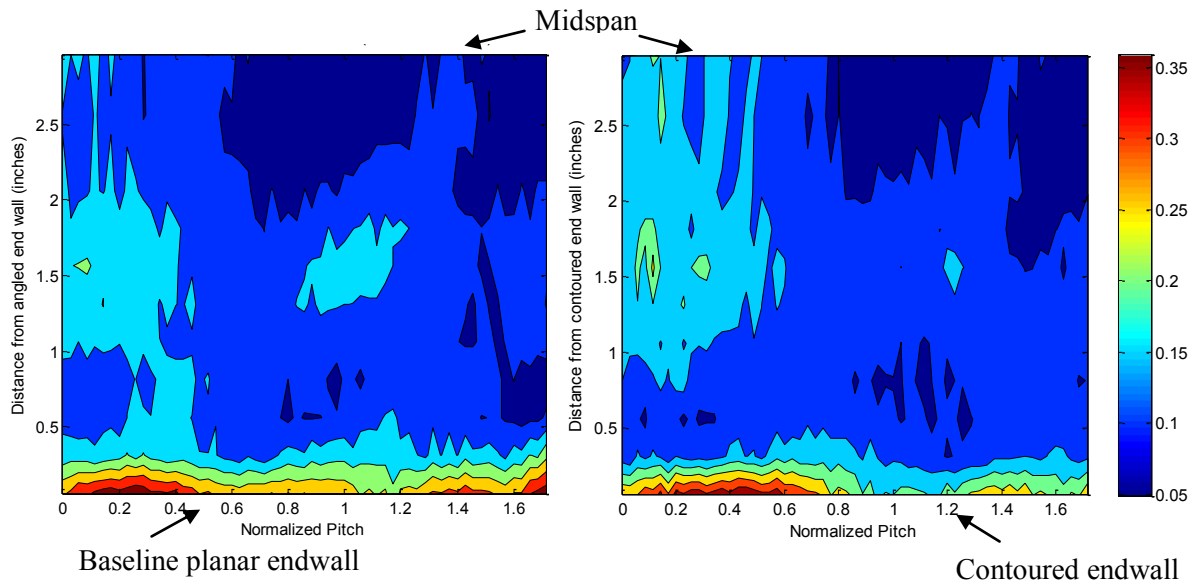 Midspan
Distance from angled end wall (inches)
2.5
2
1.5
1
0.5
0 0.2 0.4 0.6 0.8 1 1.2 1.4 1.6
Normalized Pitch
Baseline planar endwall
Distance from contoured end wall (inches)
2.5
2
1.5
1
0.5
0 0.2 0.4 0.6 0.8 1 1.2 1.4 1.6
Normalized Pitch
Contoured endwall
0.35
0.3
0.25
0.2
0.15
0.1
0.05